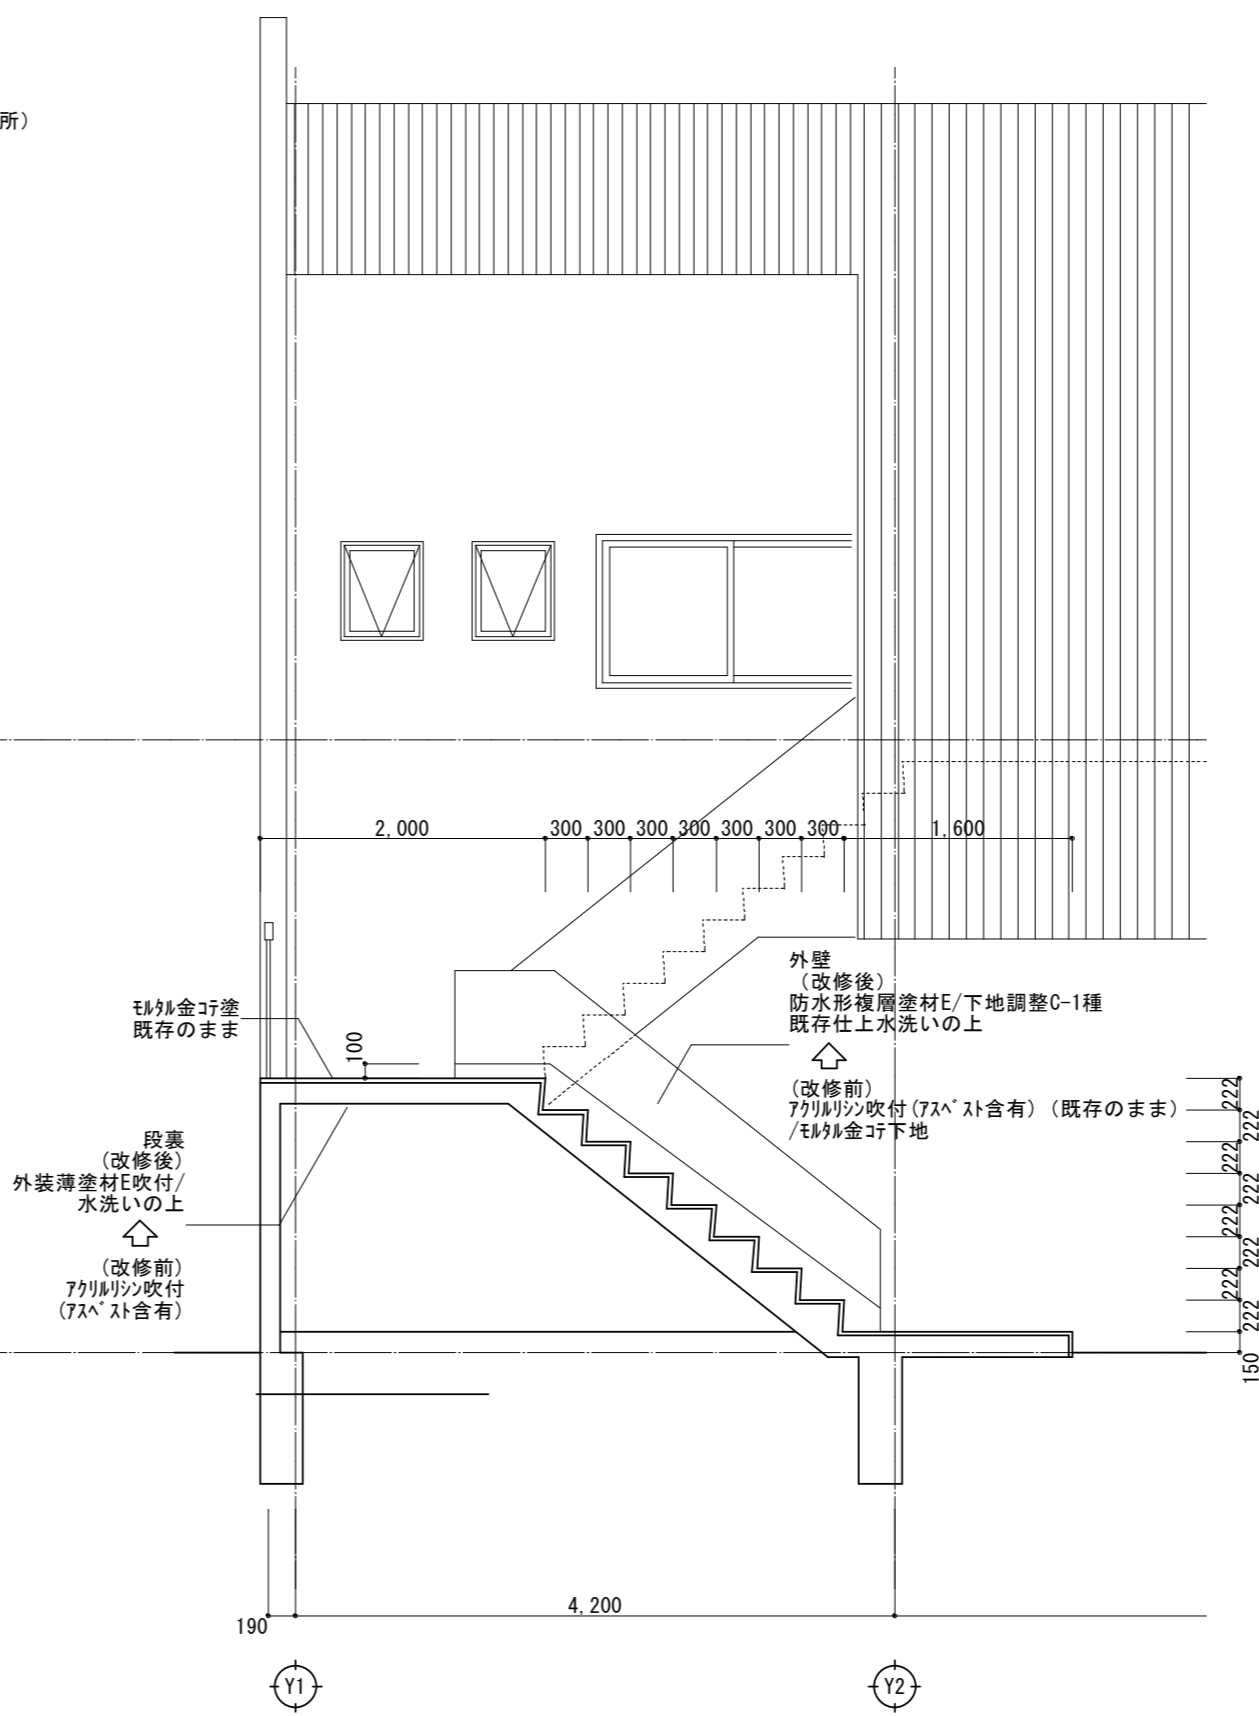 所）
2,000
300
300
300
300
300
300
300
1,600
外壁
（改修後）
防水形複層塗材E/下地調整C-1種
既存仕上水洗いの上
（改修前）
ｱｸﾘﾙﾘｼﾝ吹付（ｱｽﾍﾞｽﾄ含有）（既存のまま）
/ﾓﾙﾀﾙ金ｺﾃ下地
ﾓﾙﾀﾙ金ｺﾃ塗
既存のまま
100
段裏
（改修後）
外装薄塗材E吹付/
水洗いの上
（改修前）
ｱｸﾘﾙﾘｼﾝ吹付
（ｱｽﾍﾞｽﾄ含有）
222
222
222
222
222
222
222
222
150
190
4,200
Y1
Y2